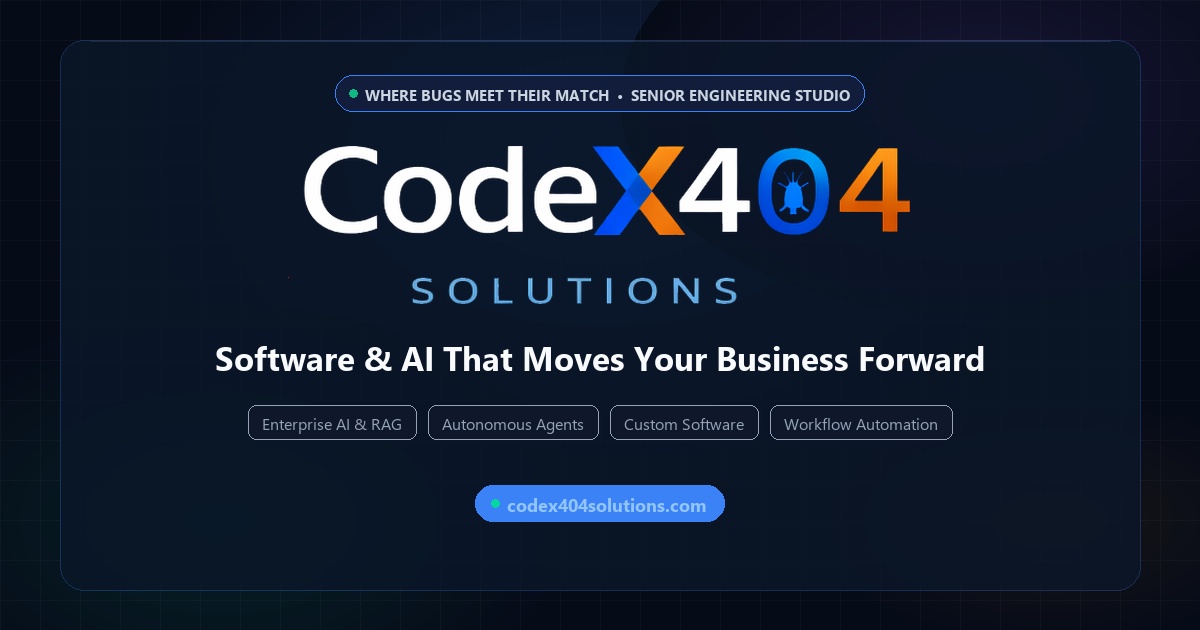 WHERE BUGS MEET THEIR MATCH • SENIOR ENGINEERING STUDIO
CodeX404
SOLUTIONS
Software & AI That Moves Your Business Forward
Enterprise AI & RAG
Autonomous Agents
Custom Software
Workflow Automation
codex404solutions.com